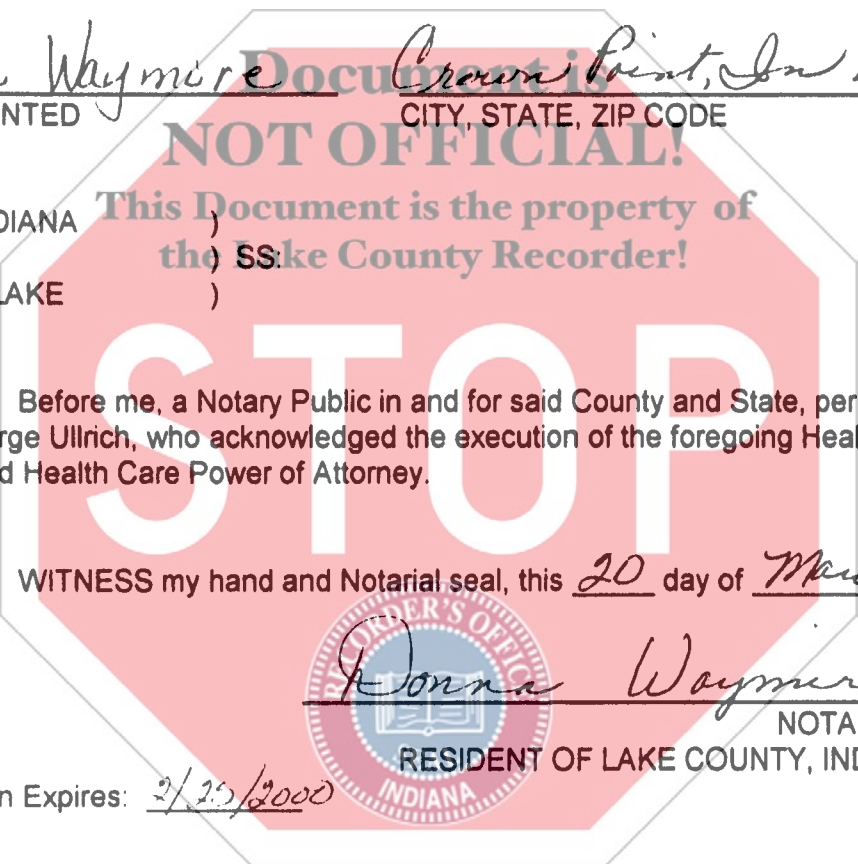 Waymire Crown Point, In
NTED CITY, STATE, ZIP CODE
Document is
NOT OFFICIAL!
This Document is the property of
the Lake County Recorder!
DIANA )
) SS:
LAKE )
STOP
Before me, a Notary Public in and for said County and State, per
rge Ullrich, who acknowledged the execution of the foregoing Heal
d Health Care Power of Attorney.
WITNESS my hand and Notarial seal, this 20 day of Mar
Donna Waymir
NOTA
RESIDENT OF LAKE COUNTY, IND
RECORDER'S OFFICE
INDIANA
n Expires: 2/25/2000